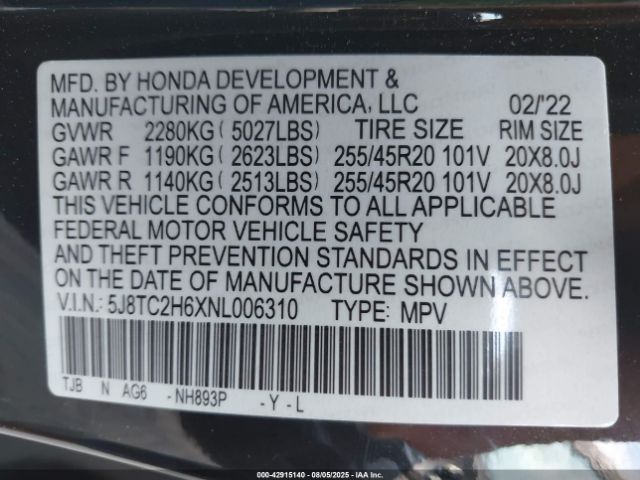 MFD. BY HONDA DEVELOPMENT &
MANUFACTURING OF AMERICA, LLC 02/'22
GVWR 2280KG ( 5027LBS) TIRE SIZE RIM SIZE
GAWR F 1190KG ( 2623LBS) 255/45R20 101V 20X8.0J
GAWR R 1140KG ( 2513LBS) 255/45R20 101V 20X8.0J
THIS VEHICLE CONFORMS TO ALL APPLICABLE
FEDERAL MOTOR VEHICLE SAFETY
AND THEFT PREVENTION STANDARDS IN EFFECT
ON THE DATE OF MANUFACTURE SHOWN ABOVE.
V.I.N.: 5J8TC2H6XNL006310 TYPE: MPV
TJB N AG6 - NH893P - Y - L
000-42915140 - 08/05/2025 - IAAI.COM